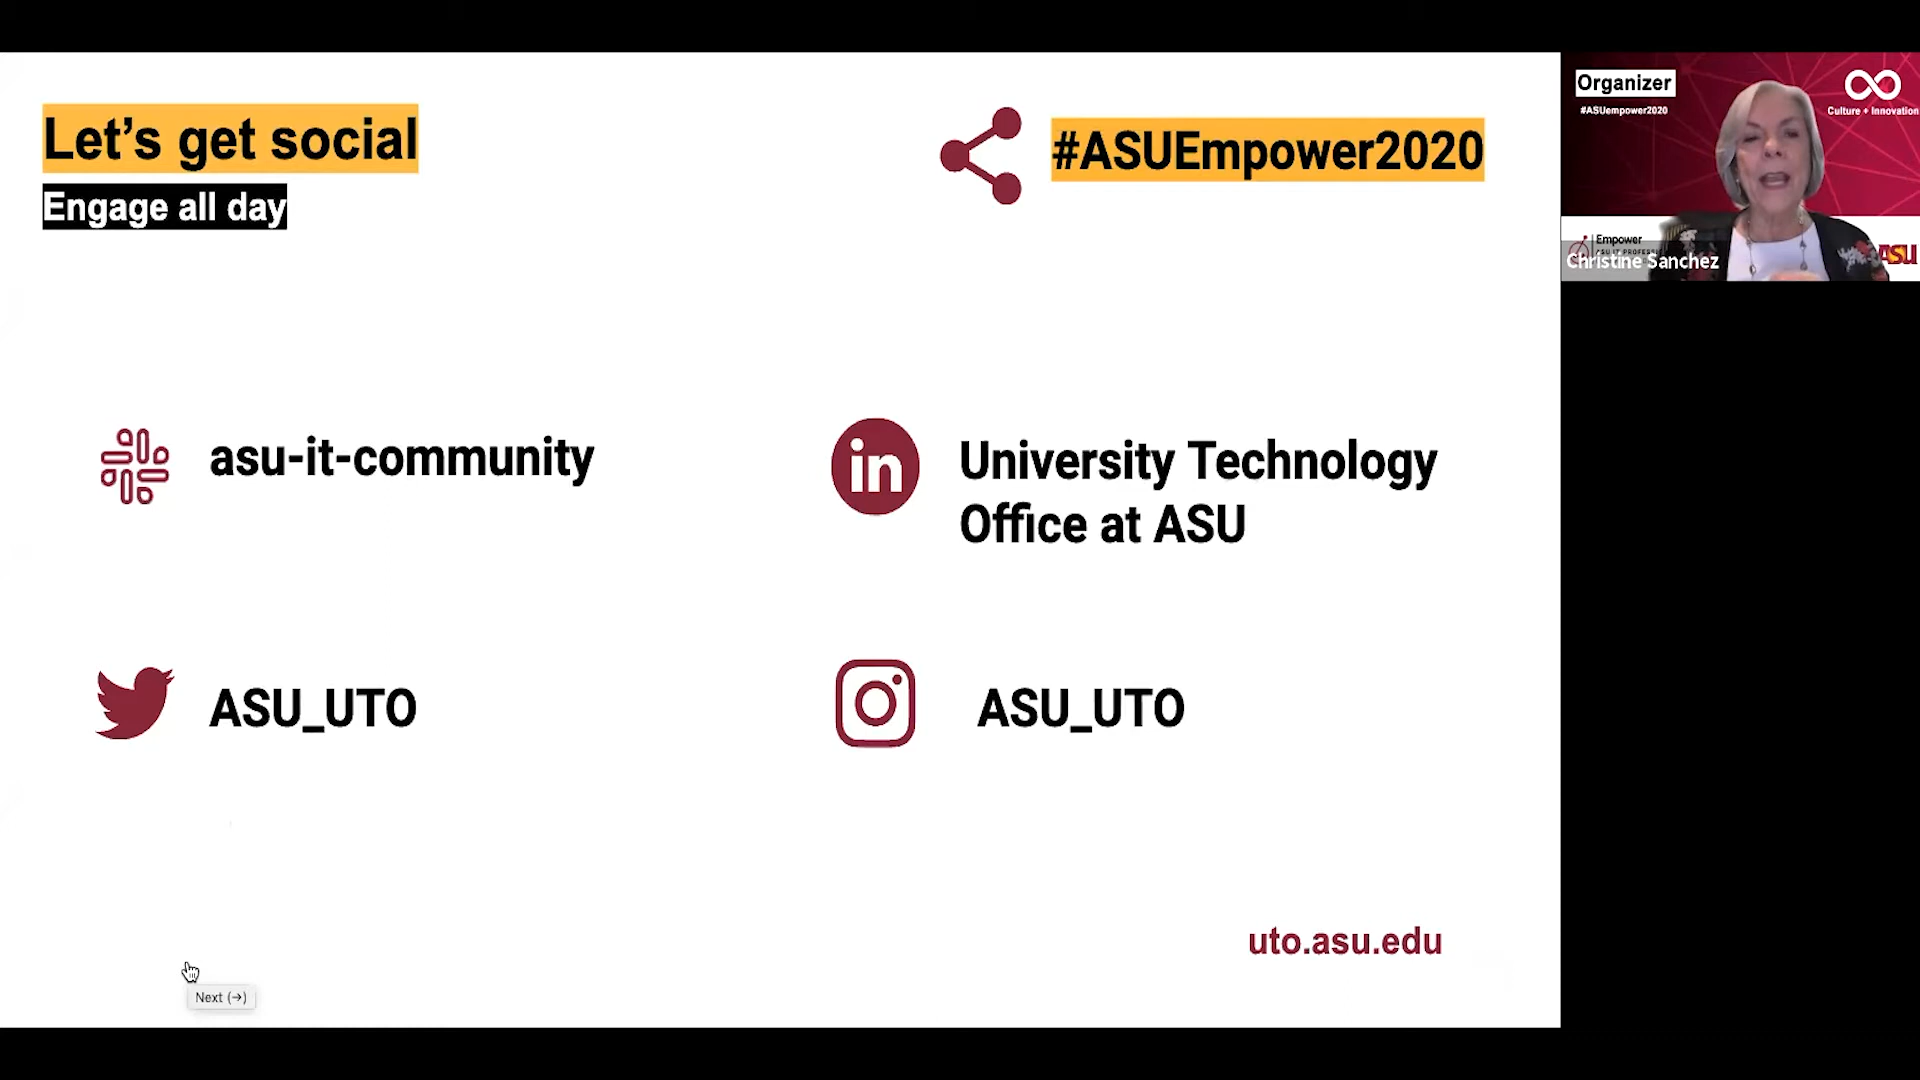 Let's get social
Engage all day
#ASUEmpower2020
asu-it-community
in
University Technology
Office at ASU
ASU_UTO
ASU_UTO
uto.asu.edu
Next (→)
Organizer
#ASUempower2020
Culture + Innovation
Empower
ASU
Christine Sanchez